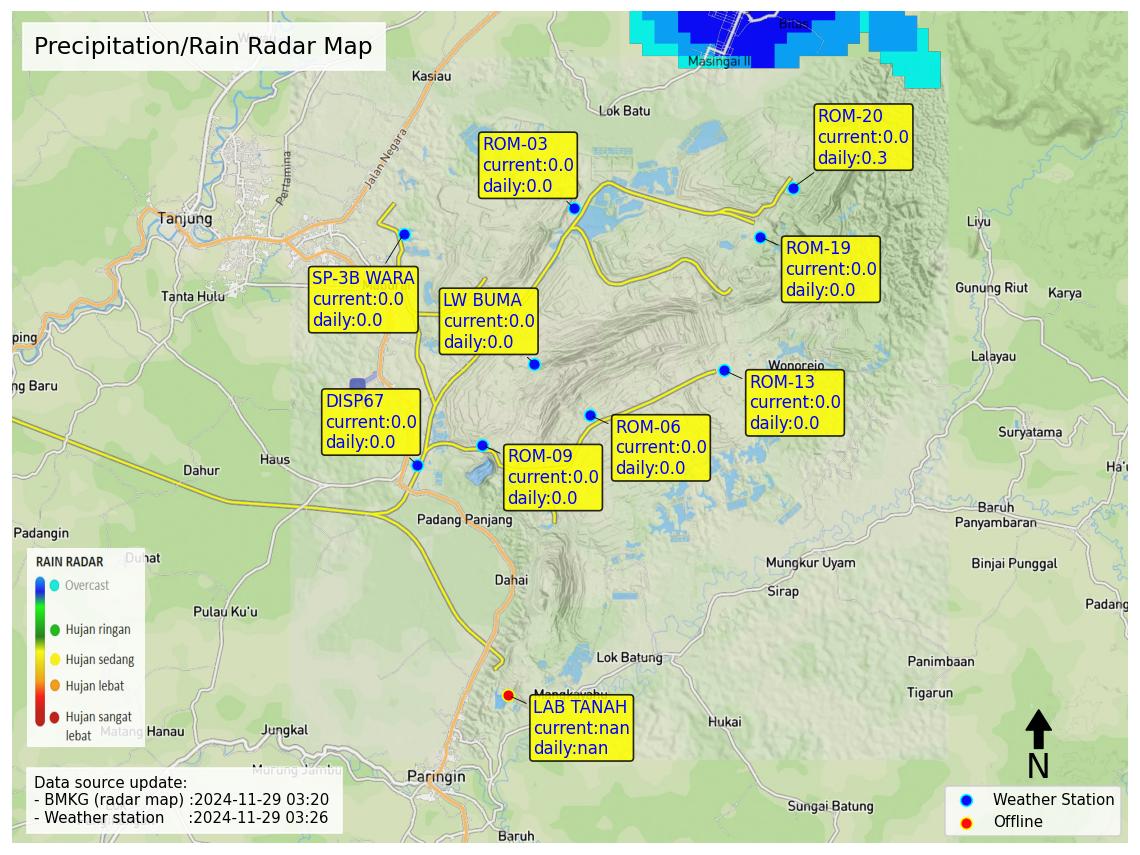 Precipitation/Rain Radar Map
Bilas
Masingai II
Kasiau
Lok Batu
Jalan Negara
Pertamina
ROM-20
current:0.0
daily:0.3
ROM-03
current:0.0
daily:0.0
Tanjung
Liyu
ROM-19
current:0.0
daily:0.0
SP-3B WARA
current:0.0
daily:0.0
LW BUMA
current:0.0
daily:0.0
Tanta Hulu
Gunung Riut
Karya
ping
Lalayau
Wonorejo
ng Baru
ROM-13
current:0.0
daily:0.0
DISP67
current:0.0
daily:0.0
ROM-06
current:0.0
daily:0.0
Suryatama
ROM-09
current:0.0
daily:0.0
Haus
Dahur
Ha'u
Baruh
Panyambaran
Padang Panjang
Padangin
Duhat
Mungkur Uyam
Binjai Punggal
Dahai
Sirap
Padang
Pulau Ku'u
RAIN RADAR
Overcast
Hujan ringan
Hujan sedang
Hujan lebat
Hujan sangat
lebat
Lok Batung
Panimbaan
Tigarun
Mangkayahu
LAB TANAH
current:nan
daily:nan
Hukai
Matang Hanau
Jungkal
Murung Jambu
Paringin
Sungai Batung
Baruh
N
Data source update:
- BMKG (radar map) :2024-11-29 03:20
- Weather station :2024-11-29 03:26
Weather Station
Offline